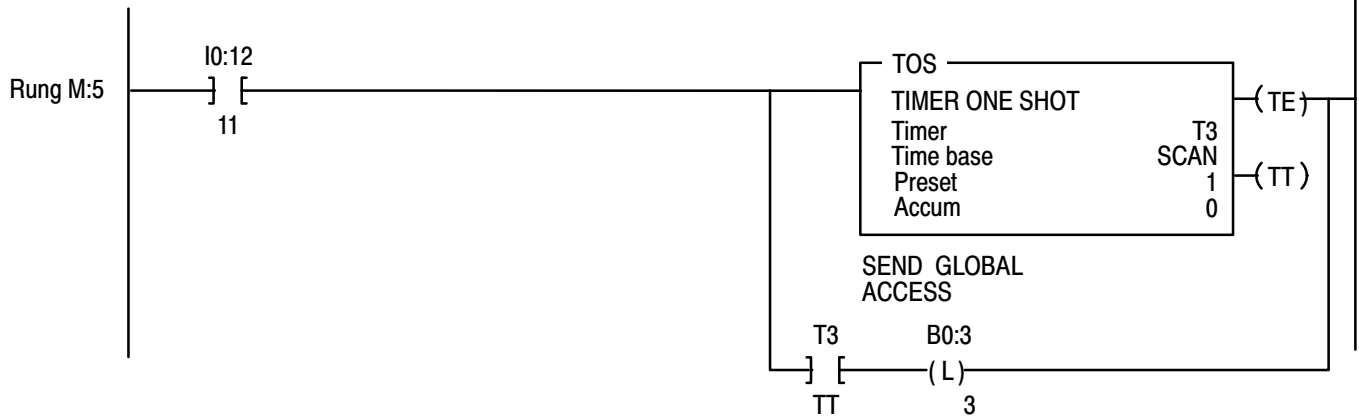 I0:12
Rung M:5
11
TOS
TIMER ONE SHOT
Timer T3
Time base SCAN
Preset 1
Accum 0
TE
TT
SEND GLOBAL
ACCESS
T3 B0:3
L
TT 3